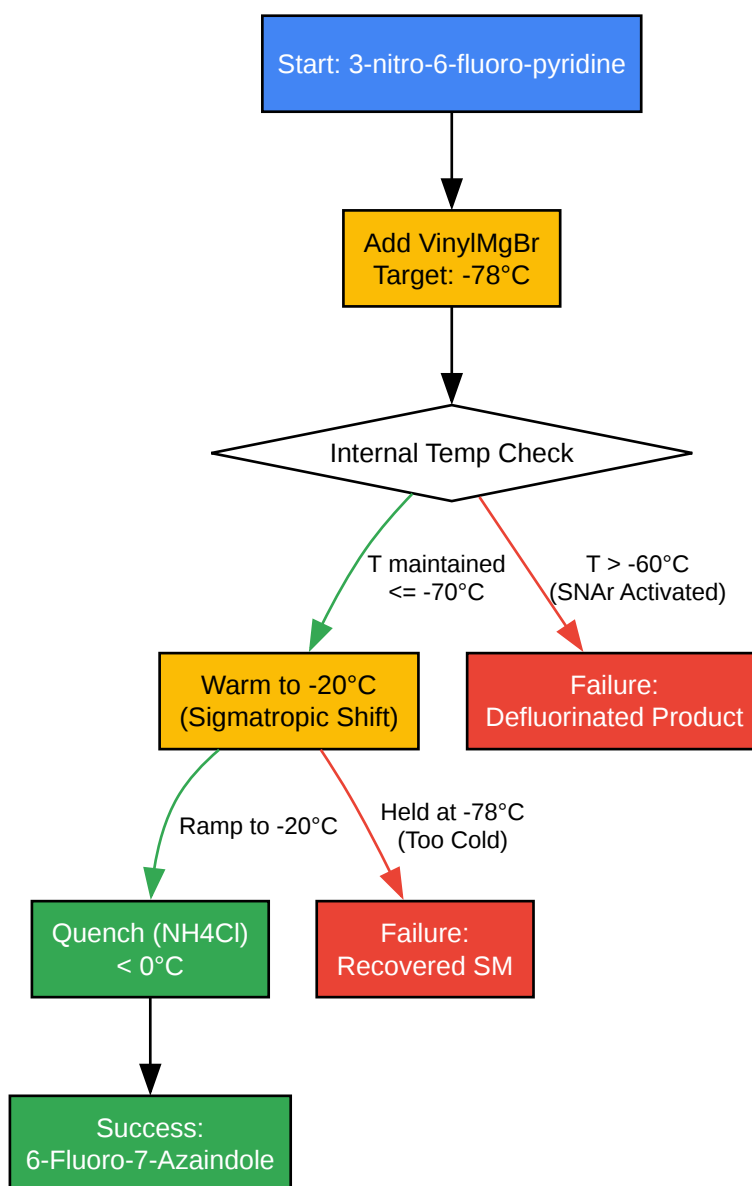 Start: 3-nitro-6-fluoro-pyridine
Add VinylMgBr
Target: -78°C
Internal Temp Check
T maintained
<= -70°C
T > -60°C
(SNAr Activated)
Warm to -20°C
(Sigmatropic Shift)
Failure:
Defluorinated Product
Ramp to -20°C
Held at -78°C
(Too Cold)
Quench (NH4Cl)
< 0°C
Failure:
Recovered SM
Success:
6-Fluoro-7-Azaindole